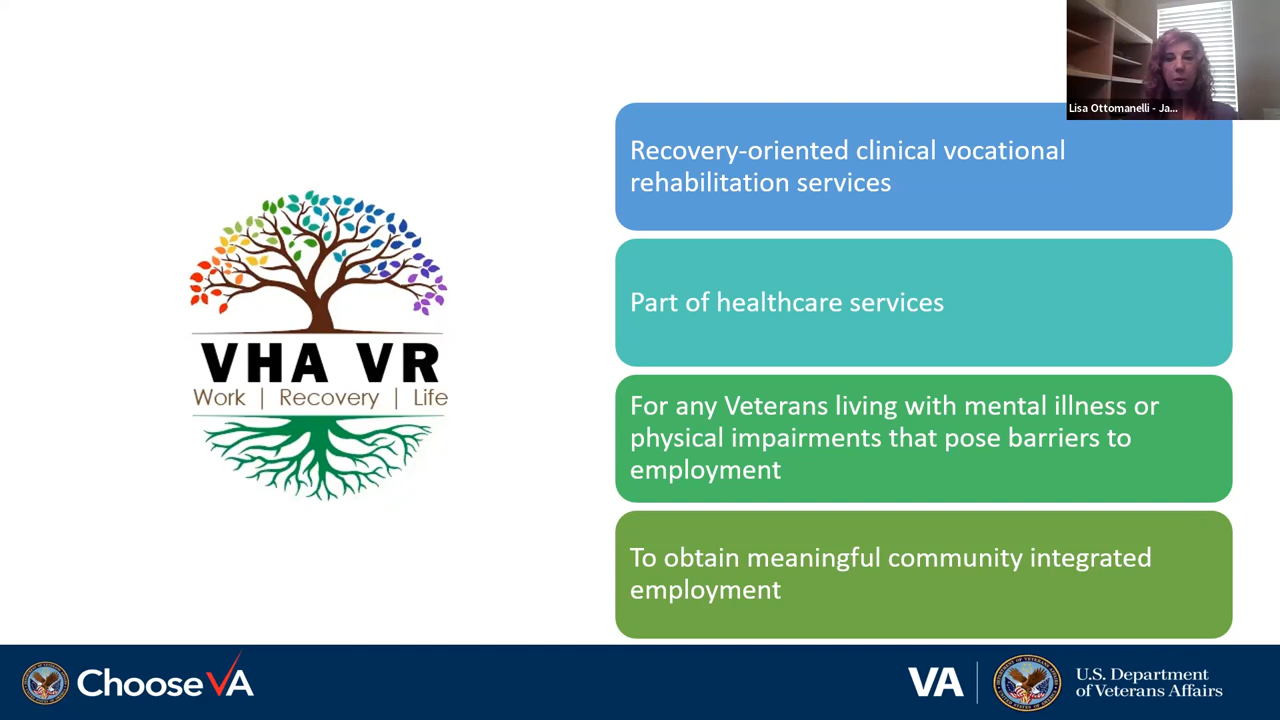 Lisa Ottomanelli - Ja...
Recovery-oriented clinical vocational
rehabilitation services
Part of healthcare services
For any Veterans living with mental illness or
physical impairments that pose barriers to
employment
To obtain meaningful community integrated
employment
VHA VR
Work | Recovery | Life
ChooseVA
VA
U.S. Department
of Veterans Affairs